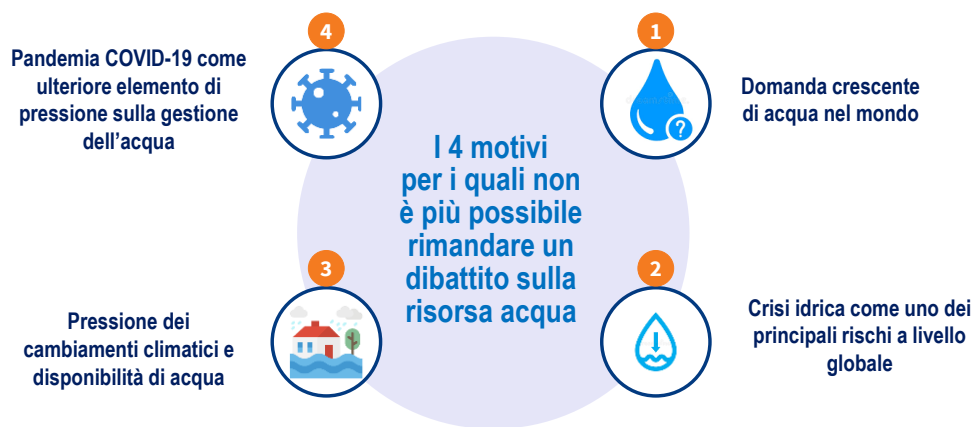 I 4 motivi
per i quali non
è più possibile
rimandare un
dibattito sulla
risorsa acqua
1
Domanda crescente
di acqua nel mondo
?
2
Crisi idrica come uno dei
principali rischi a livello
globale
3
Pressione dei
cambiamenti climatici e
disponibilità di acqua
4
Pandemia COVID-19 come
ulteriore elemento di
pressione sulla gestione
dell’acqua